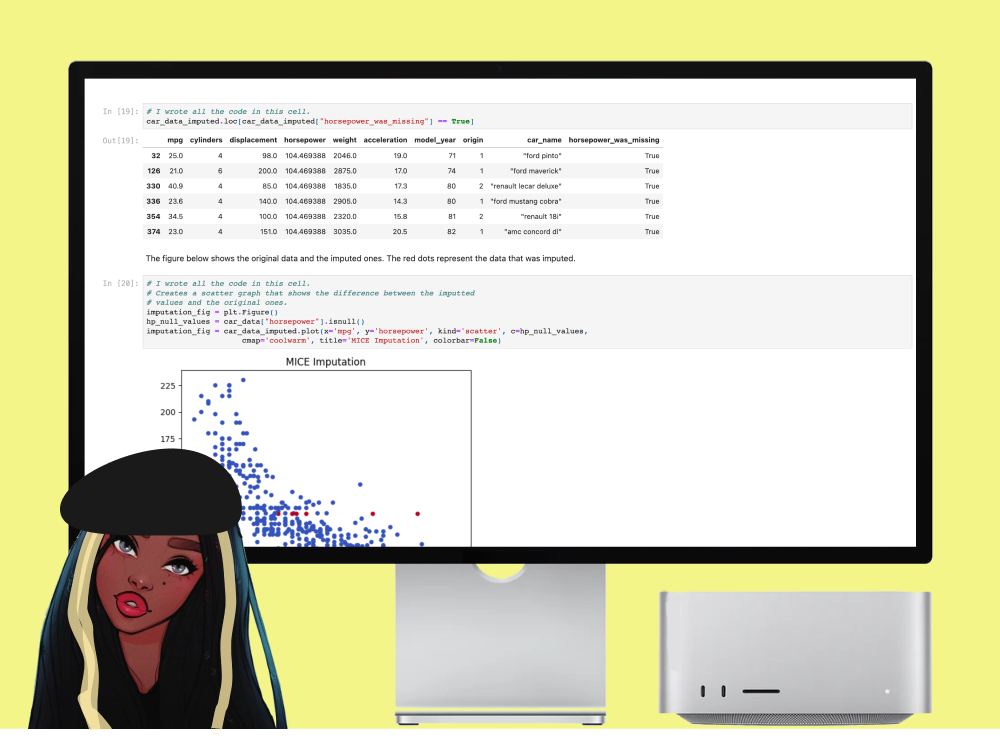 In [19]: # I wrote all the code in this cell.
car_data_imputed.loc[car_data_imputed["horsepower_was_missing"] == True]
Out[19]: mpg cylinders displacement horsepower weight acceleration model_year origin car_name horsepower_was_missing
32 25.0 4 98.0 104.469388 2046.0 19.0 71 1 "ford pinto" True
126 21.0 6 200.0 104.469388 2875.0 17.0 74 1 "ford maverick" True
330 40.9 4 85.0 104.469388 1835.0 17.3 80 2 "renault lecar deluxe" True
336 23.6 4 140.0 104.469388 2905.0 14.3 80 1 "ford mustang cobra" True
354 34.5 4 100.0 104.469388 2320.0 15.8 81 2 "renault 18i" True
374 23.0 4 151.0 104.469388 3035.0 20.5 82 1 "amc concord dl" True
The figure below shows the original data and the imputed ones. The red dots represent the data that was imputed.
In [20]: # I wrote all the code in this cell.
# Creates a scatter graph that shows the difference between the imputted
# values and the original ones.
imputation_fig = plt.Figure()
hp_null_values = car_data["horsepower"].isnull()
imputation_fig = car_data_imputed.plot(x='mpg', y='horsepower', kind='scatter', c=hp_null_values,
cmap='coolwarm', title='MICE Imputation', colorbar=False)
MICE Imputation
225
200
175